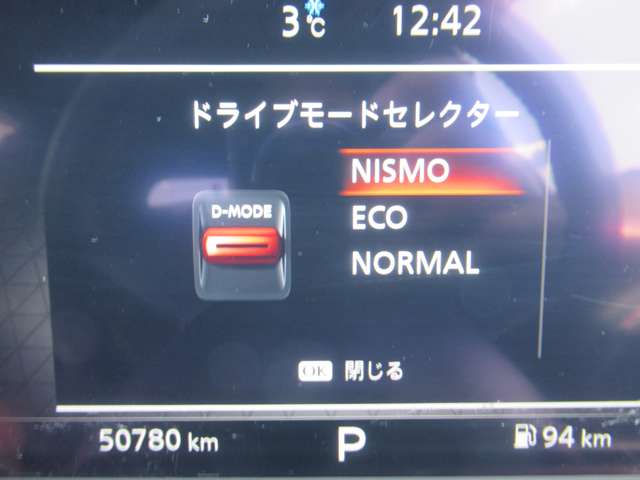 3℃ 12:42
ドライブモードセレクター
NISMO
D-MODE
ECO
NORMAL
OK 閉じる
50780 km P 94 km